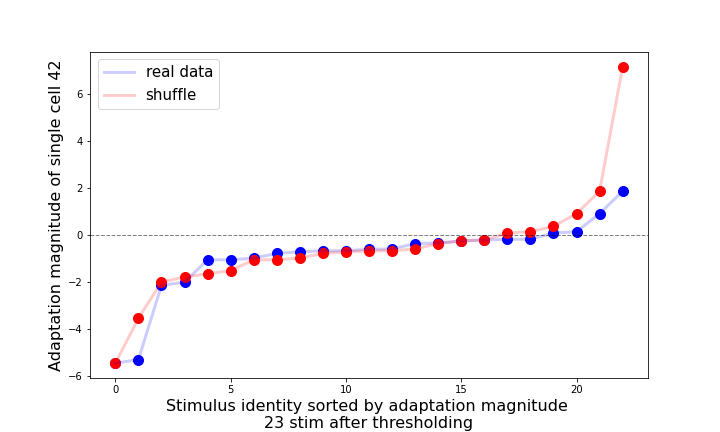 real data
shuffle
Adaptation magnitude of single cell 42
6
4
2
0
−2
−4
−6
0 5 10 15 20
Stimulus identity sorted by adaptation magnitude
23 stim after thresholding